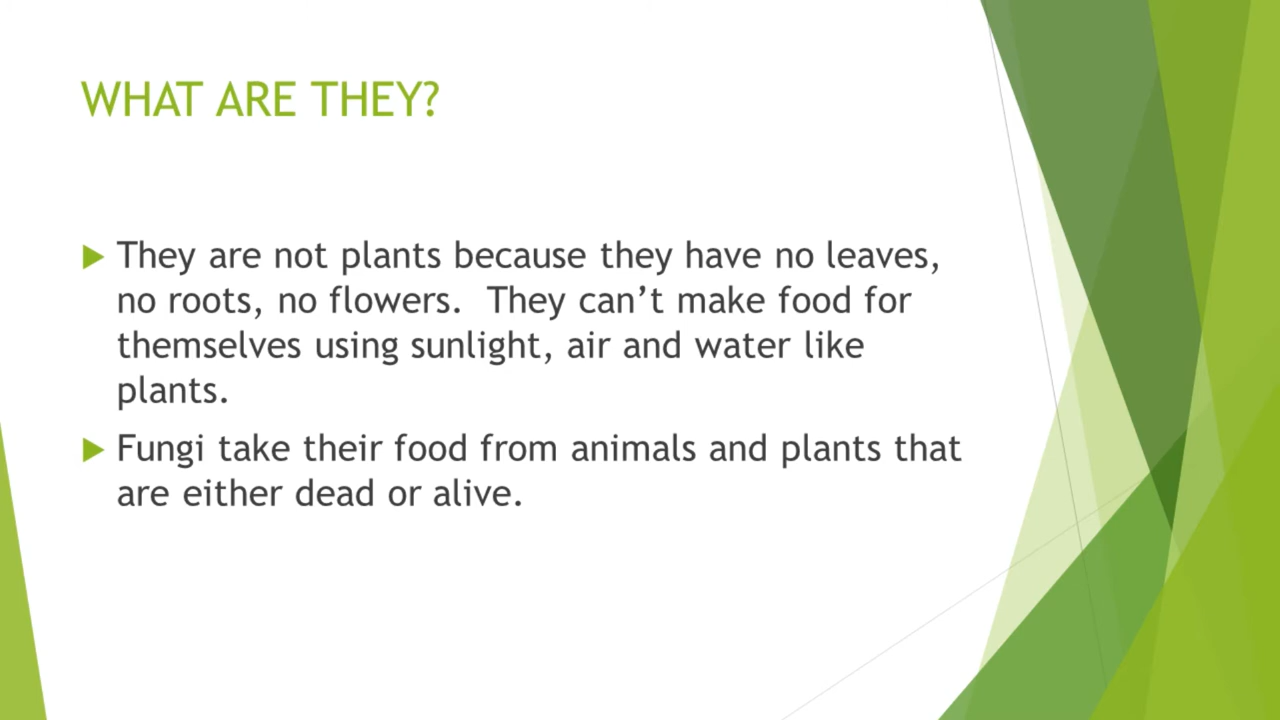 WHAT ARE THEY?
They are not plants because they have no leaves,
no roots, no flowers.  They can’t make food for
themselves using sunlight, air and water like
plants.
Fungi take their food from animals and plants that
are either dead or alive.